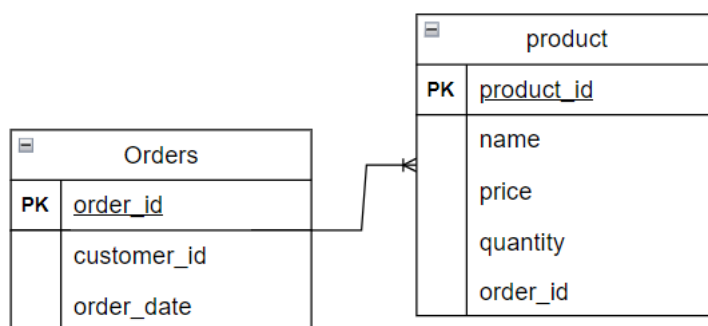 Orders
PK order_id
customer_id
order_date
product
PK product_id
name
price
quantity
order_id